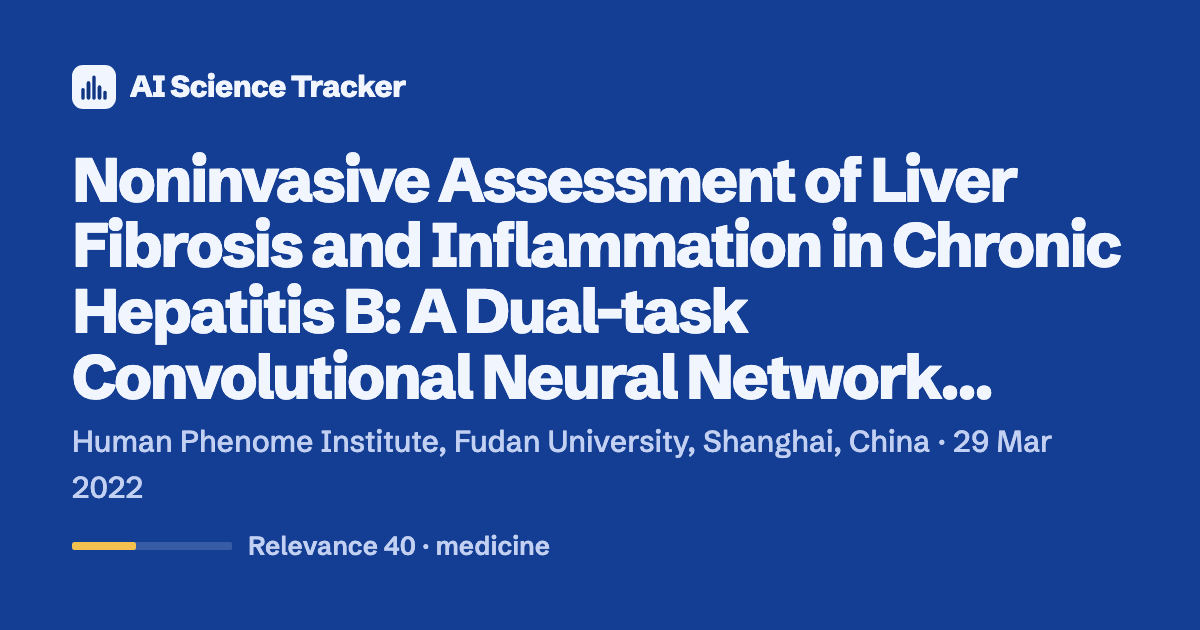 AI Science Tracker
Noninvasive Assessment of Liver
Fibrosis and Inflammation in Chronic
Hepatitis B: A Dual-task
Convolutional Neural Network...
Human Phenome Institute, Fudan University, Shanghai, China · 29 Mar
2022
Relevance 40 · medicine